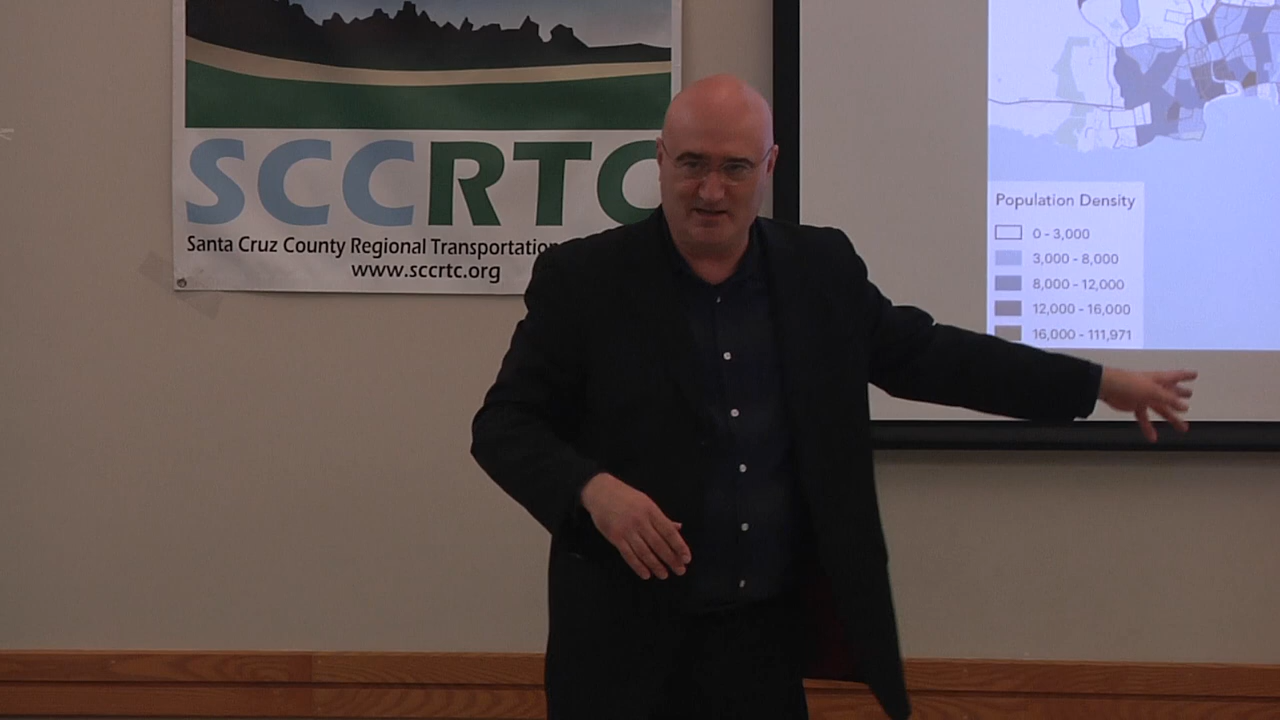 SCCRTC
Santa Cruz County Regional Transportation
www.sccrtc.org
Population Density
0 - 3,000
3,000 - 8,000
8,000 - 12,000
12,000 - 16,000
16,000 - 111,971